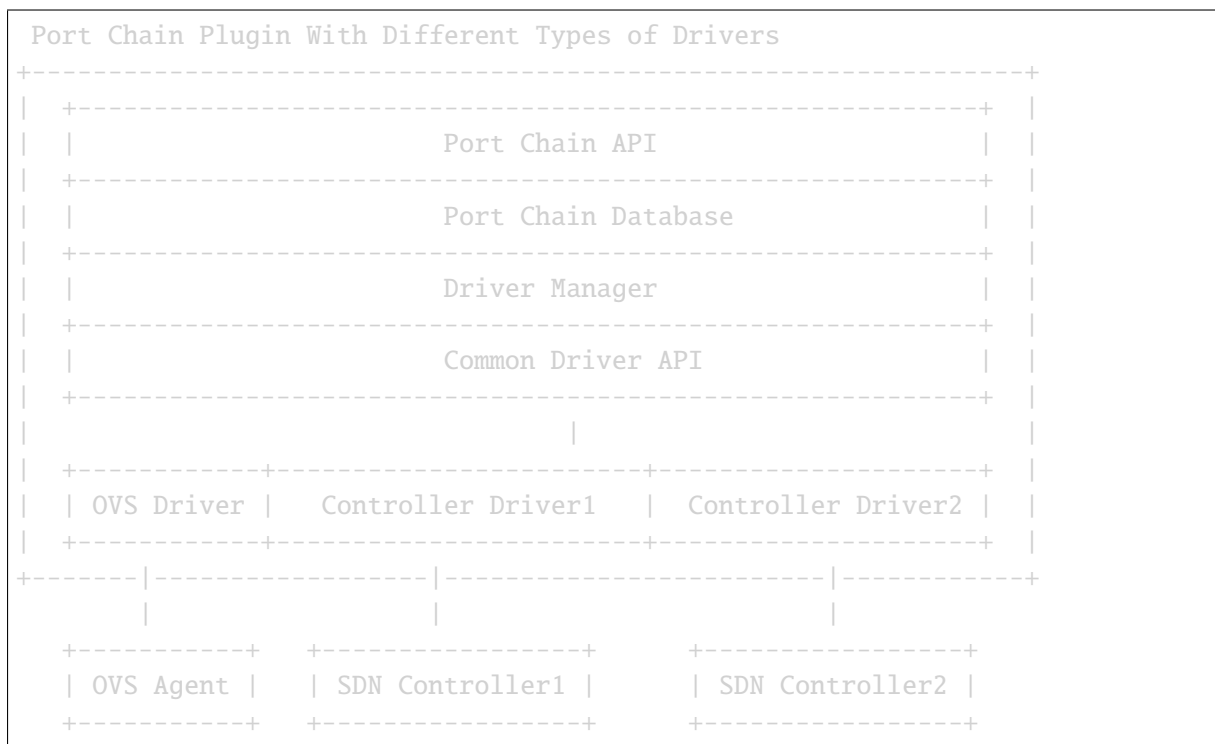 Port Chain Plugin With Different Types of Drivers
Port Chain API
Port Chain Database
Driver Manager
Common Driver API
OVS Driver | Controller Driver1 | Controller Driver2
OVS Agent | SDN Controller1 | SDN Controller2